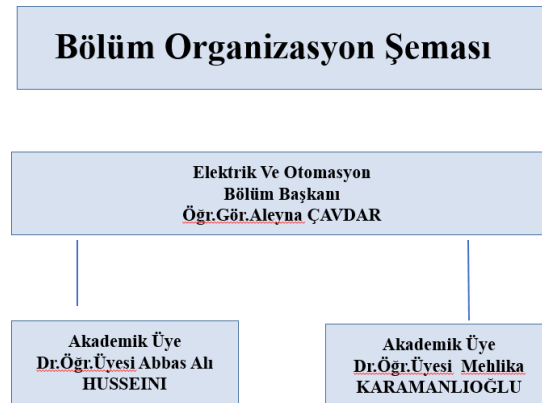 Bölüm Organizasyon Şeması
Elektrik Ve Otomasyon
Bölüm Başkanı
Öğr.Gör.Aleyna ÇAVDAR
Akademik Üye
Dr.Öğr.Üyesi Abbas Alı
HUSSEINI
Akademik Üye
Dr.Öğr.Üyesi Mehlika
KARAMANLIOĞLU